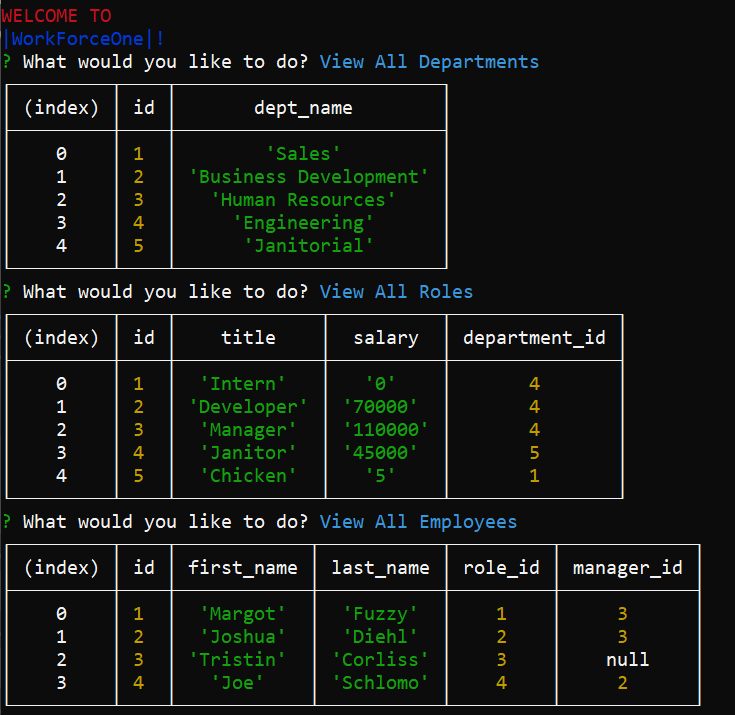 WELCOME TO
|WorkForceOne|!
? What would you like to do? View All Departments
(index) id dept_name
0 1 'Sales'
1 2 'Business Development'
2 3 'Human Resources'
3 4 'Engineering'
4 5 'Janitorial'
? What would you like to do? View All Roles
(index) id title salary department_id
0 1 'Intern' '0' 4
1 2 'Developer' '70000' 4
2 3 'Manager' '110000' 4
3 4 'Janitor' '45000' 5
4 5 'Chicken' '5' 1
? What would you like to do? View All Employees
(index) id first_name last_name role_id manager_id
0 1 'Margot' 'Fuzzy' 1 3
1 2 'Joshua' 'Diehl' 2 3
2 3 'Tristin' 'Corliss' 3 null
3 4 'Joe' 'Schlomo' 4 2